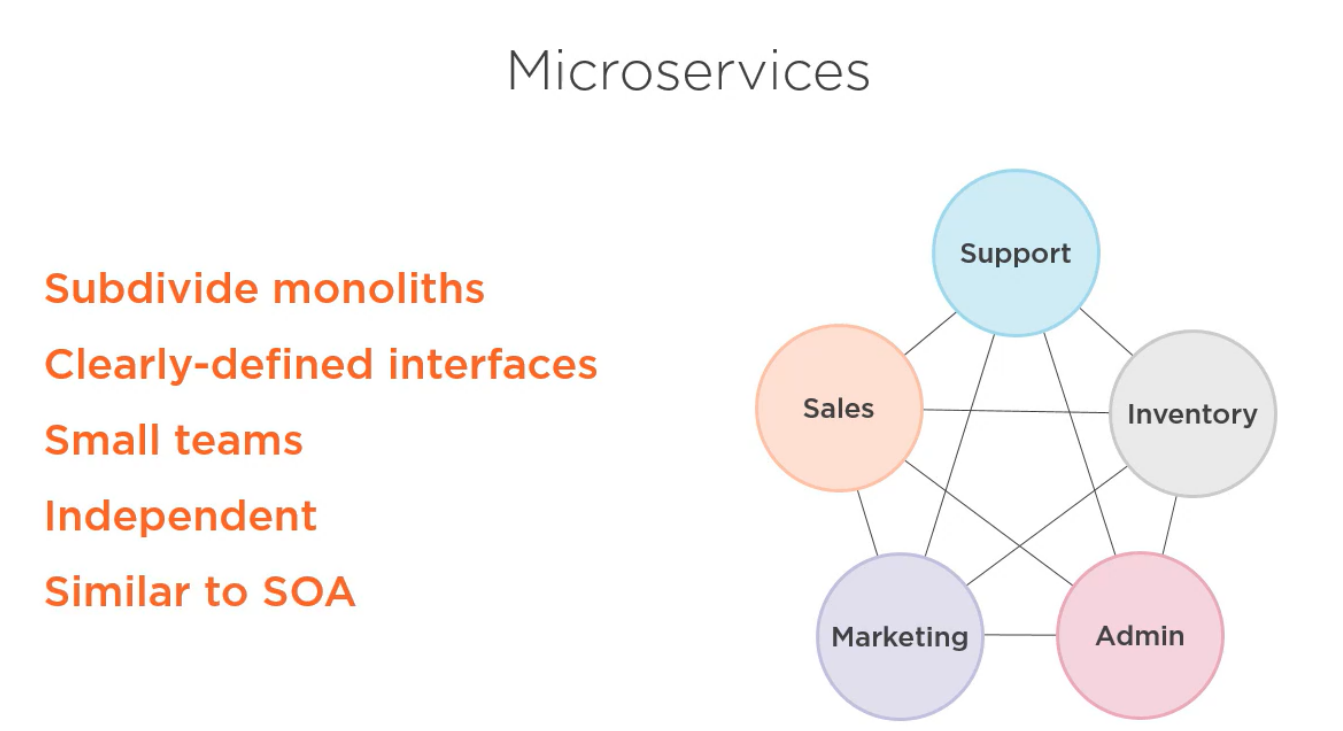 Microservices
Subdivide monoliths
Clearly-defined interfaces
Small teams
Independent
Similar to SOA
Support
Sales
Inventory
Marketing
Admin